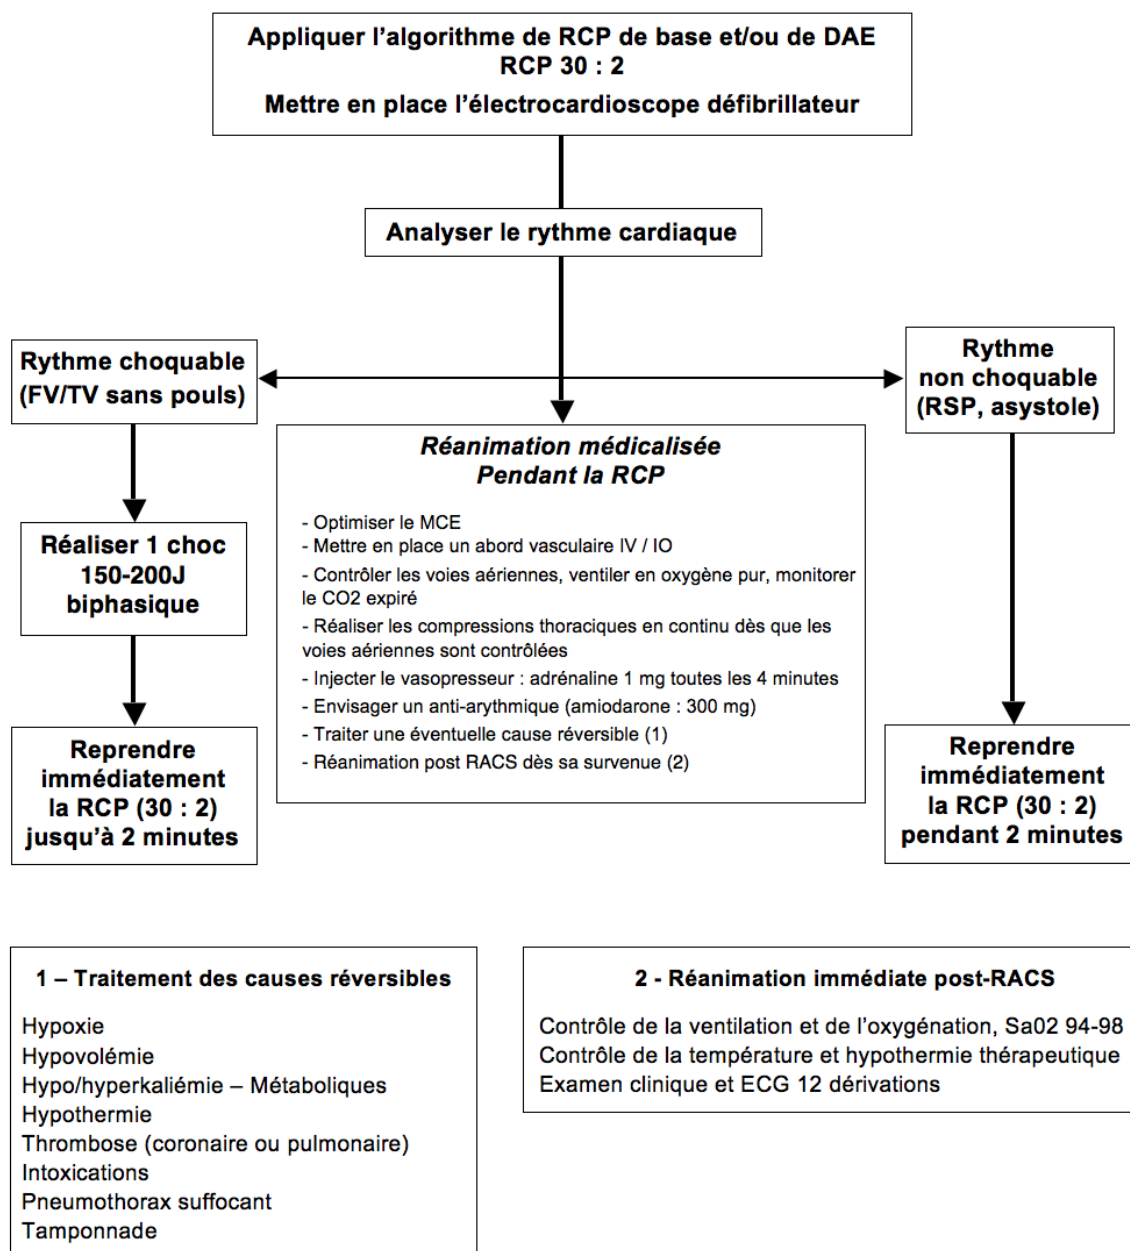 Appliquer l'algorithme de RCP de base et/ou de DAE
RCP 30 : 2
Mettre en place l'électrocardioscope défibrillateur
Analyser le rythme cardiaque
Rythme choquable
(FV/TV sans pouls)
Rythme
non choquable
(RSP, asystole)
Réanimation médicalisée
Pendant la RCP
- Optimiser le MCE
- Mettre en place un abord vasculaire IV / IO
- Contrôler les voies aériennes, ventiler en oxygène pur, monitorer
le CO2 expiré
- Réaliser les compressions thoraciques en continu dès que les
voies aériennes sont contrôlées
- Injecter le vasopresseur : adrénaline 1 mg toutes les 4 minutes
- Envisager un anti-arythmique (amiodarone : 300 mg)
- Traiter une éventuelle cause réversible (1)
- Réanimation post RACS dès sa survenue (2)
Réaliser 1 choc
150-200J
biphasique
Reprendre
immédiatement
la RCP (30 : 2)
jusqu'à 2 minutes
Reprendre
immédiatement
la RCP (30 : 2)
pendant 2 minutes
1 – Traitement des causes réversibles
Hypoxie
Hypovolémie
Hypo/hyperkaliémie – Métaboliques
Hypothermie
Thrombose (coronaire ou pulmonaire)
Intoxications
Pneumothorax suffocant
Tamponnade
2 - Réanimation immédiate post-RACS
Contrôle de la ventilation et de l'oxygénation, Sa02 94-98
Contrôle de la température et hypothermie thérapeutique
Examen clinique et ECG 12 dérivations